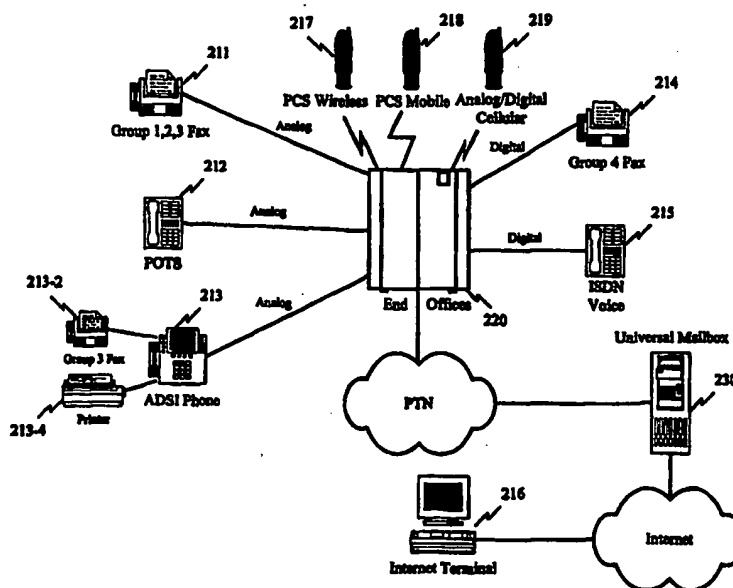 217
218
219
211
PCS Wireless
PCS Mobile
Analog/Digital
Cellular
214
Group 1,2,3 Fax
Analog
Digital
Group 4 Fax
212
Analog
POTS
Digital
215
ISDN
Voice
213-2
213
Analog
Group 3 Fax
End
Offices
220
Universal Mailbox
ADSI Phone
213-4
Printer
PTN
230
216
Internet Terminal
Internet